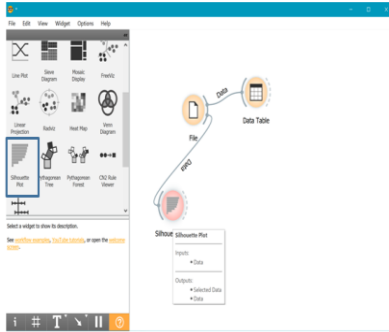 File Edit View Widget Options Help
Line Plot
Sieve Diagram
Mosaic Display
FreeViz
Linear Projection
Radviz
Heat Map
Venn Diagram
Silhouette Plot
Pythagorean Tree
Pythagorean Forest
CN2 Rule Viewer
Select a widget to show its description.
See workflow examples, YouTube tutorials, or open the welcome screen.
Data
Data Table
File
Data
Silhouette Plot
Inputs:
• Data
Outputs:
• Selected Data
• Data